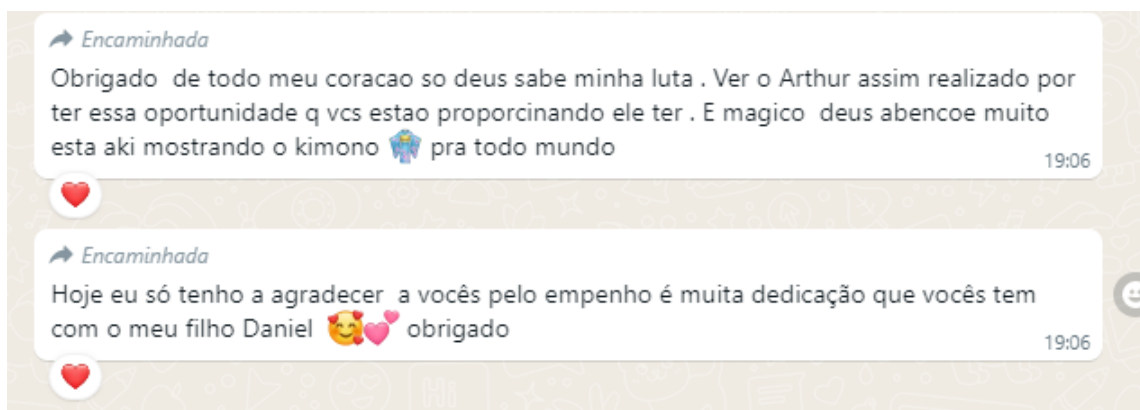 Encaminhada
Obrigado de todo meu coracao so deus sabe minha luta . Ver o Arthur assim realizado por
ter essa oportunidade q vcs estao proporcinando ele ter . E magico deus abencoe muito
esta aki mostrando o kimono 👘 pra todo mundo
19:06
Encaminhada
Hoje eu só tenho a agradecer a vocês pelo empenho é muita dedicação que vocês tem
com o meu filho Daniel 🥰💕 obrigado
19:06